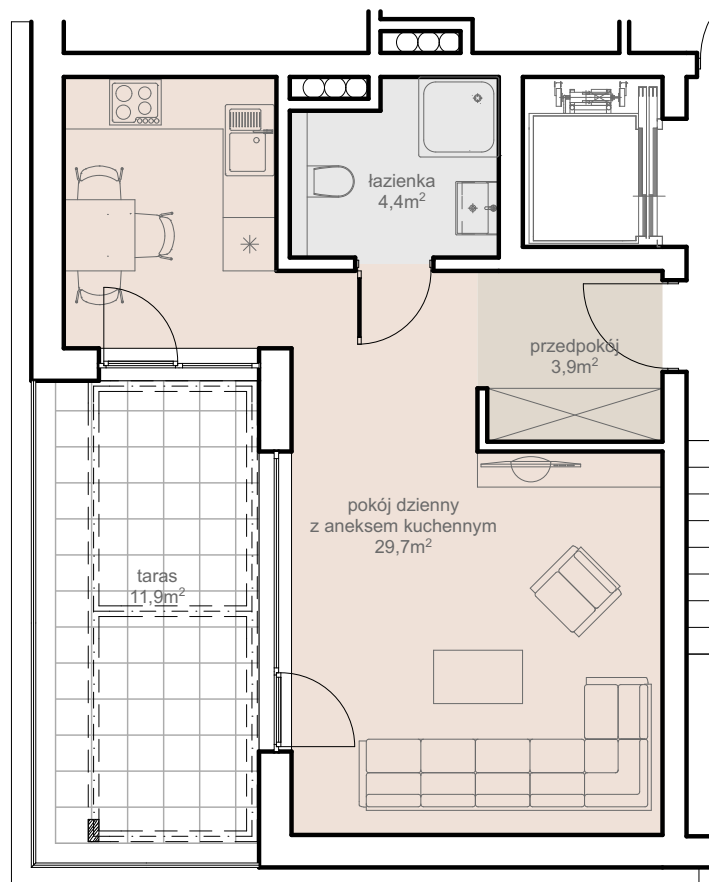 łazienka
4,4m²
przedpokój
3,9m²
pokój dzienny
z aneksem kuchennym
29,7m²
taras
11,9m²